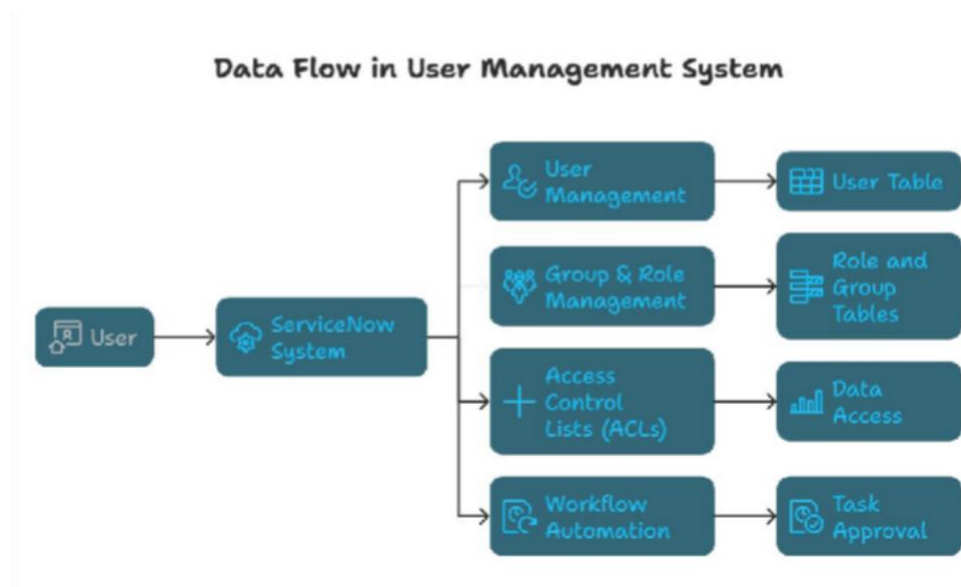 Data Flow in User Management System
User
Management
User Table
Group & Role
Management
Role and
Group
Tables
User
ServiceNow
System
Access
Control
Lists (ACLs)
Data
Access
Workflow
Automation
Task
Approval